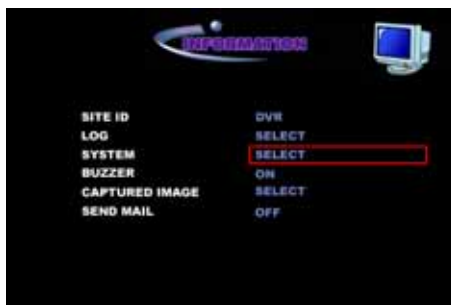 INFORMATION
SITE ID DVR
LOG SELECT
SYSTEM SELECT
BUZZER ON
CAPTURED IMAGE SELECT
SEND MAIL OFF